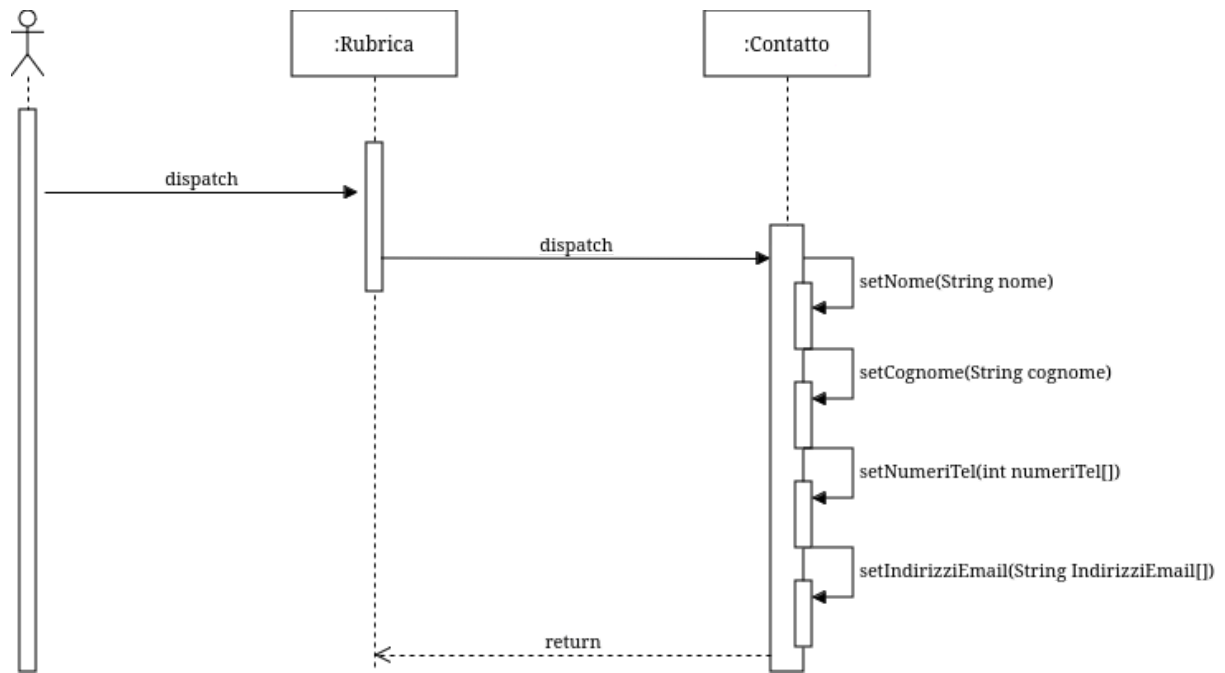 :Rubrica
:Contatto
dispatch
dispatch
setNome(String nome)
setCognome(String cognome)
setNumeriTel(int numeriTel[])
setIndirizziEmail(String IndirizziEmail[])
return